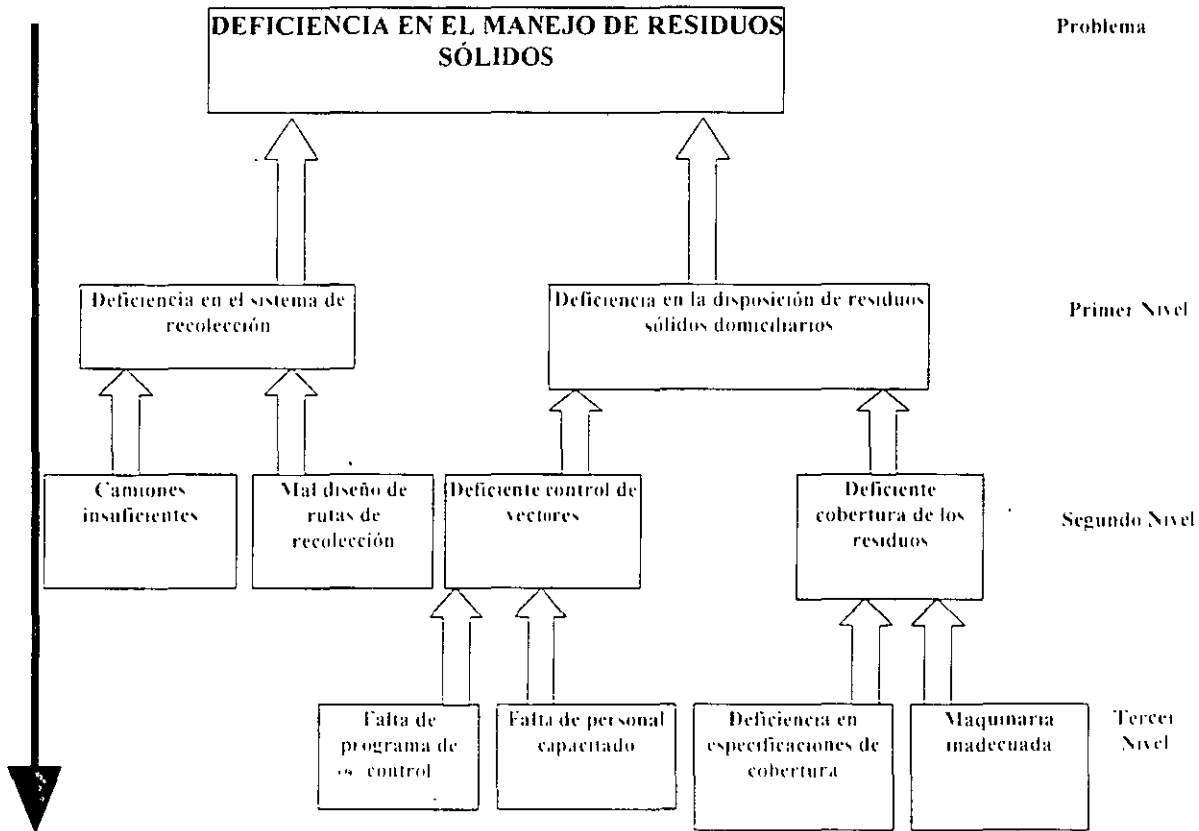 DEFICIENCIA EN EL MANEJO DE RESIDUOS
SÓLIDOS
Problema
Deficiencia en el sistema de
recolección
Deficiencia en la disposición de residuos
sólidos domiciliarios
Primer Nivel
Camiones
insuficientes
Mal diseño de
rutas de
recolección
Deficiente control de
vectores
Deficiente
cobertura de los
residuos
Segundo Nivel
Falta de
programa de
control
Falta de personal
capacitado
Deficiencia en
especificaciones de
cobertura
Maquinaria
inadecuada
Tercer
Nivel